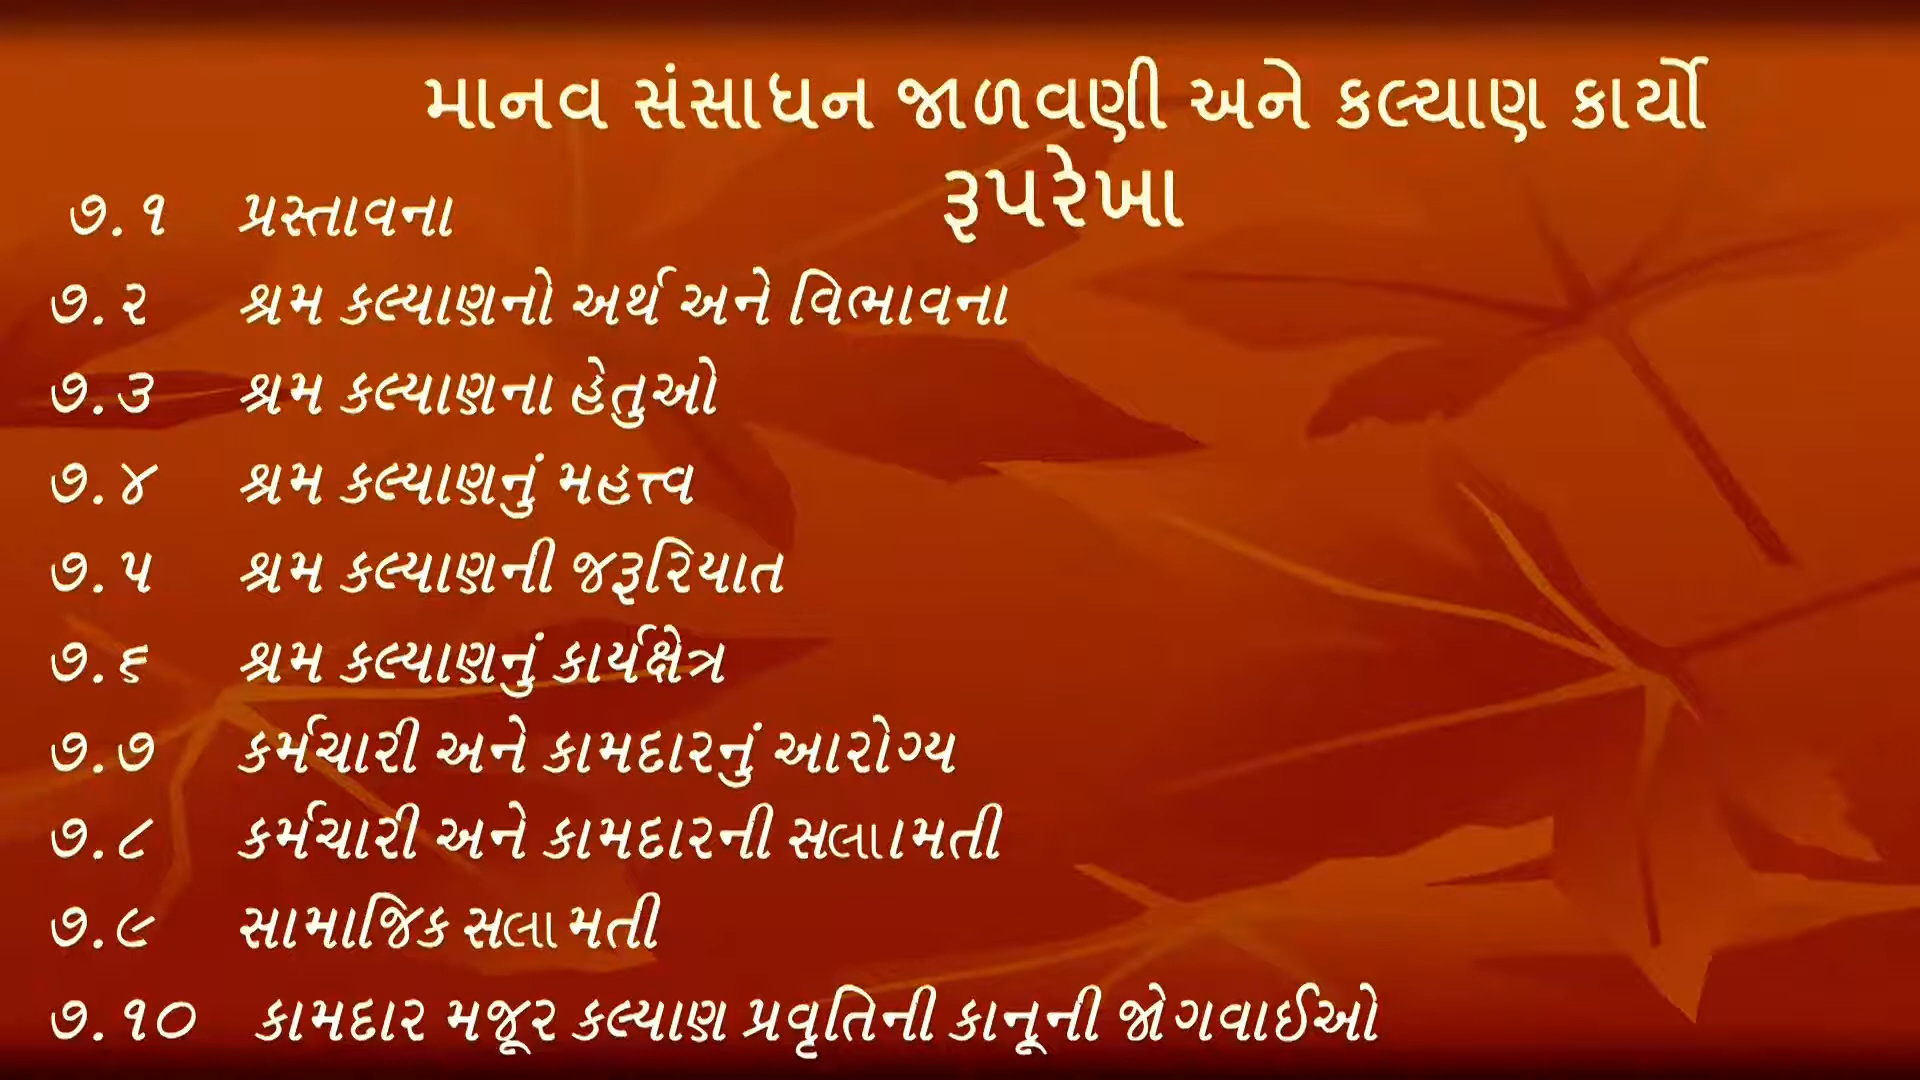 માનવ સંસાધન જાળવણી અને કલ્યાણ કાર્યો
રૂપરેખા
૭.૧ પ્રસ્તાવના
૭.૨ શ્રમ કલ્યાણનો અર્થ અને વિભાવના
૭.૩ શ્રમ કલ્યાણના હેતુઓ
૭.૪ શ્રમ કલ્યાણનું મહત્ત્વ
૭.૫ શ્રમ કલ્યાણની જરૂરિયાત
૭.૬ શ્રમ કલ્યાણનું કાર્યક્ષેત્ર
૭.૭ કર્મચારી અને કામદારનું આરોગ્ય
૭.૮ કર્મચારી અને કામદારની સલાામતી
૭.૯ સામાજિક સલામતી
૭.૧૦ કામદાર મજૂર કલ્યાણ પ્રવૃતિની કાનૂની જોગવાઈઓ